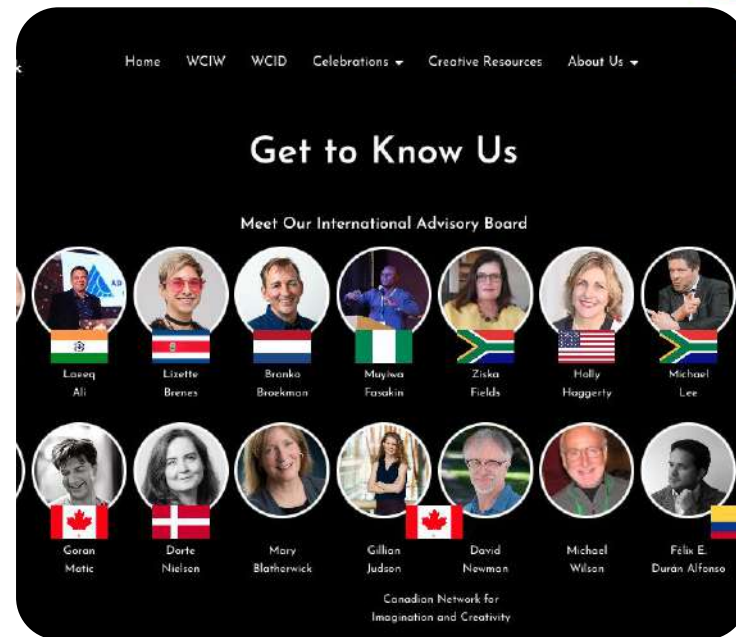 k
Home WCIW WCID Celebrations Creative Resources About Us
Get to Know Us
Meet Our International Advisory Board
Laeeq Lizette Branko Muyiwa Ziska Holly Michael
Ali Brenes Broekman Fasakin Fields Haggerty Lee
Goran Dorte Mary Gillian David Michael Félix E.
Matic Nielsen Blatherwick Judson Newman Wilson Durán Alfonso
Canadian Network for
Imagination and Creativity